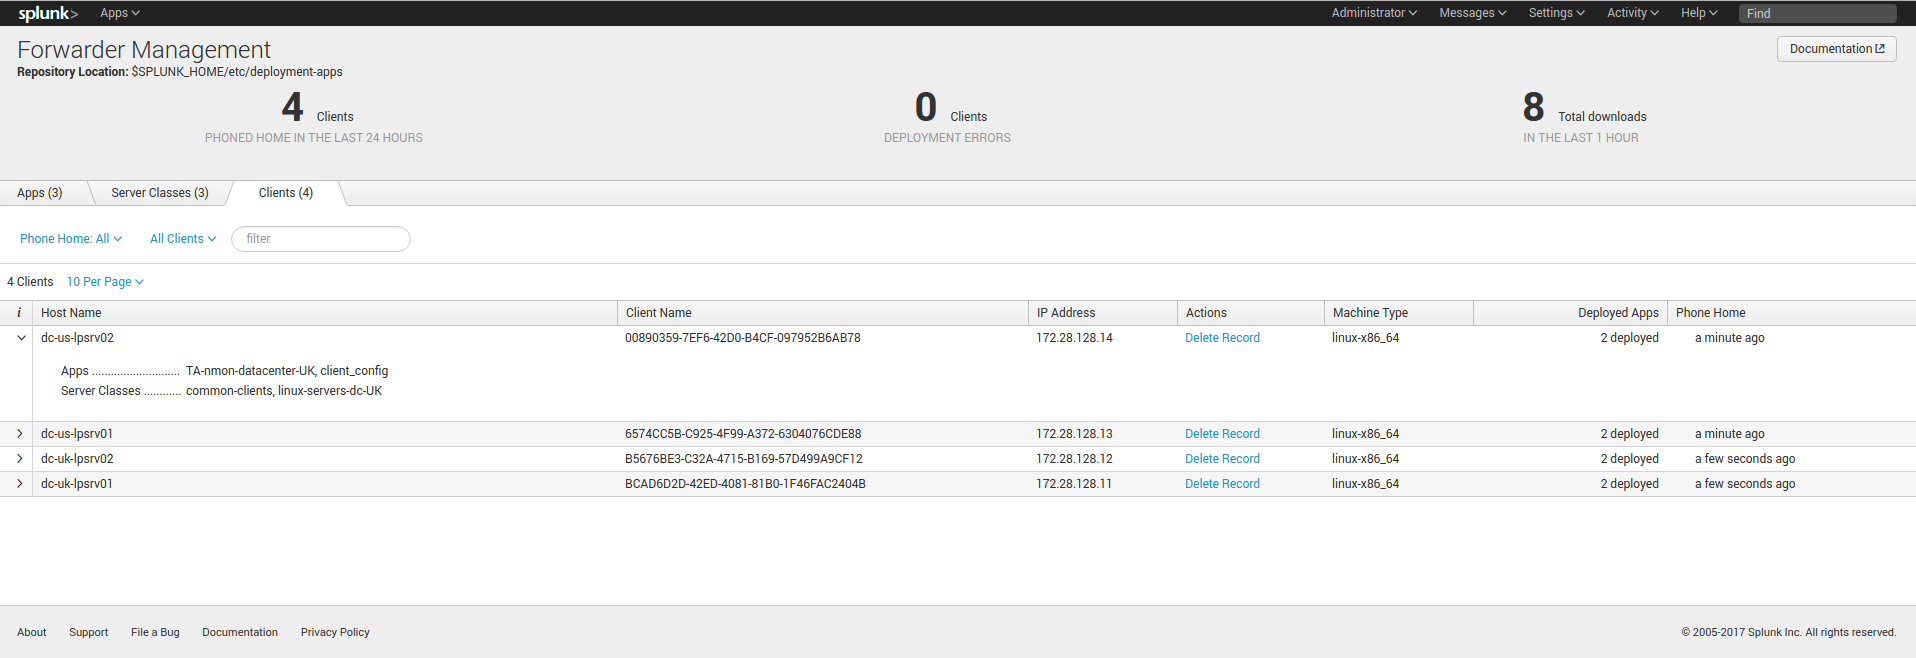 splunk> Apps Administrator Messages Settings Activity Help Find
Forwarder Management Documentation
Repository Location: $SPLUNK_HOME/etc/deployment-apps
4 Clients 0 Clients 8 Total downloads
PHONED HOME IN THE LAST 24 HOURS DEPLOYMENT ERRORS IN THE LAST 1 HOUR
Apps (3) Server Classes (3) Clients (4)
Phone Home: All All Clients filter
4 Clients 10 Per Page
i Host Name Client Name IP Address Actions Machine Type Deployed Apps Phone Home
dc-us-lpsrv02 00890359-7EF6-42D0-B4CF-097952B6AB78 172.28.128.14 Delete Record linux-x86_64 2 deployed a minute ago
Apps ............................ TA-nmon-datacenter-UK, client_config
Server Classes ............ common-clients, linux-servers-dc-UK
dc-us-lpsrv01 6574CC5B-C925-4F99-A372-6304076CDE88 172.28.128.13 Delete Record linux-x86_64 2 deployed a minute ago
dc-uk-lpsrv02 B5676BE3-C32A-4715-B169-57D499A9CF12 172.28.128.12 Delete Record linux-x86_64 2 deployed a few seconds ago
dc-uk-lpsrv01 BCAD6D2D-42ED-4081-81B0-1F46FAC2404B 172.28.128.11 Delete Record linux-x86_64 2 deployed a few seconds ago
About Support File a Bug Documentation Privacy Policy © 2005-2017 Splunk Inc. All rights reserved.